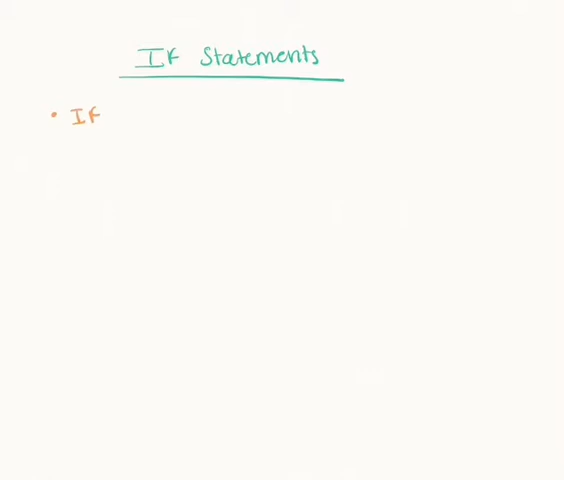 If Statements
• If